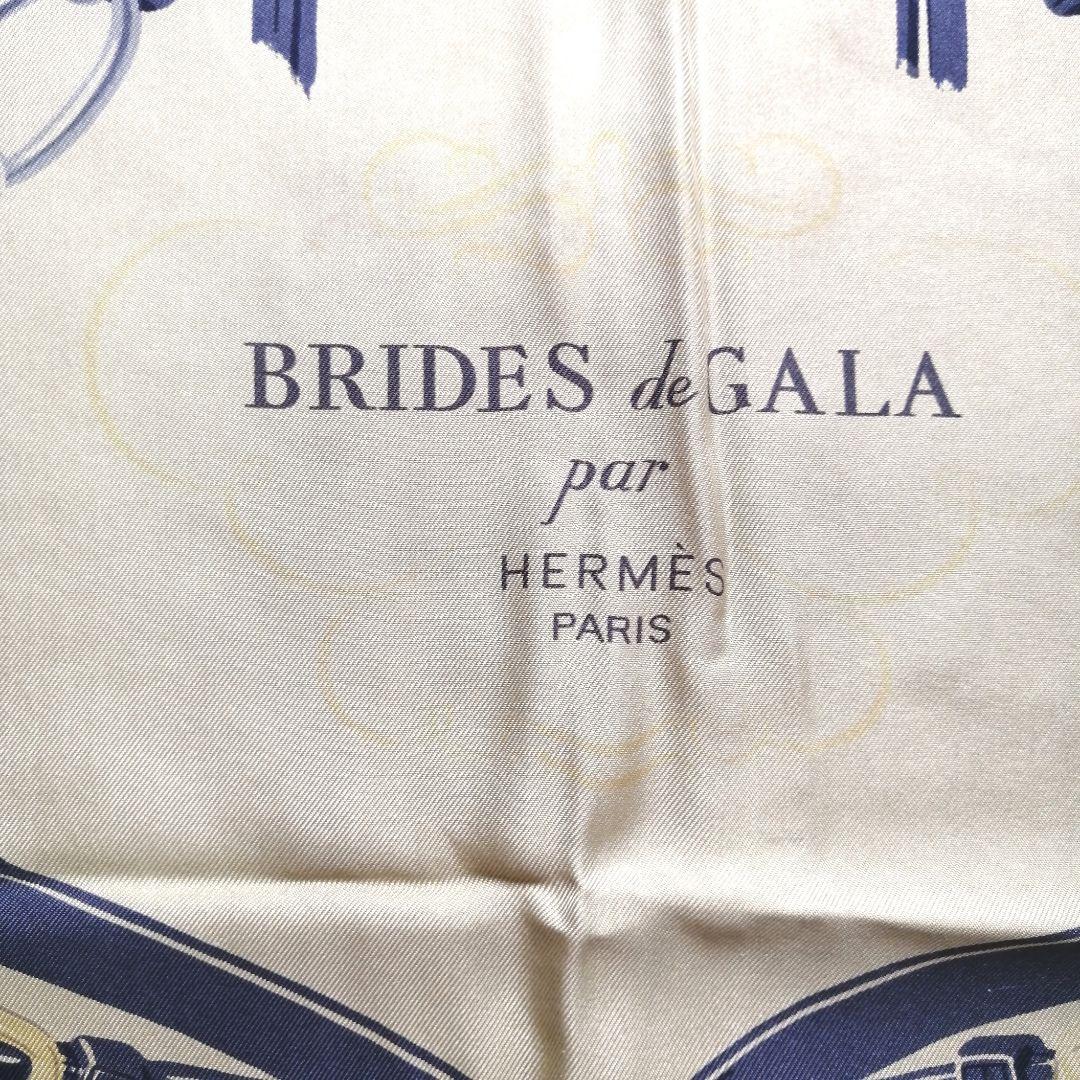 BRIDES de GALA
par
HERMÈS
PARIS